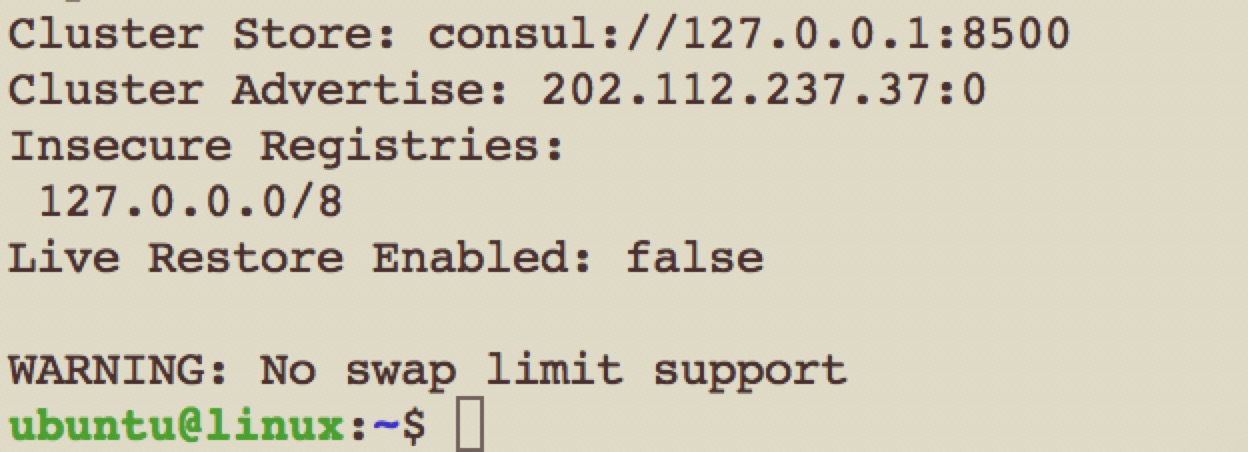 Cluster Store: consul://127.0.0.1:8500
Cluster Advertise: 202.112.237.37:0
Insecure Registries:
127.0.0.0/8
Live Restore Enabled: false
WARNING: No swap limit support
ubuntu@linux:~$